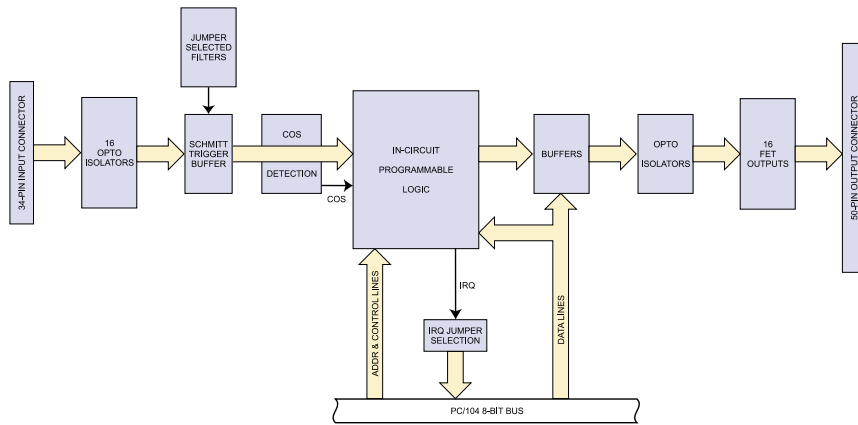 JUMPER
SELECTED
FILTERS
34-PIN INPUT CONNECTOR
16
OPTO
ISOLATORS
SCHMITT
TRIGGER
BUFFER
COS
DETECTION
COS
IN-CIRCUIT
PROGRAMMABLE
LOGIC
BUFFERS
OPTO
ISOLATORS
16
FET
OUTPUTS
50-PIN OUTPUT CONNECTOR
ADDR & CONTROL LINES
IRQ
IRQ JUMPER
SELECTION
DATA LINES
PC/104 8-BIT BUS